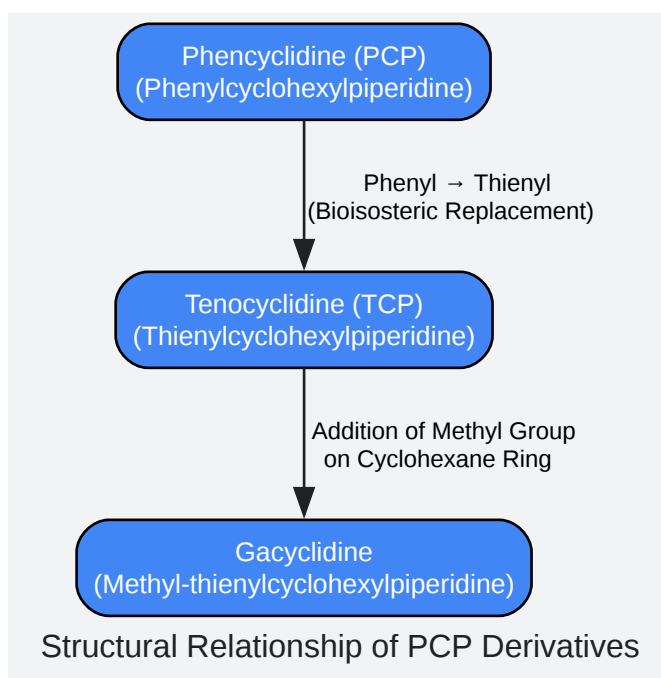 Phencyclidine (PCP)
(Phenylcyclohexylpiperidine)
Phenyl → Thienyl
(Bioisosteric Replacement)
Tenocyclidine (TCP)
(Thienylcyclohexylpiperidine)
Addition of Methyl Group
on Cyclohexane Ring
Gacyclidine
(Methyl-thienylcyclohexylpiperidine)
Structural Relationship of PCP Derivatives